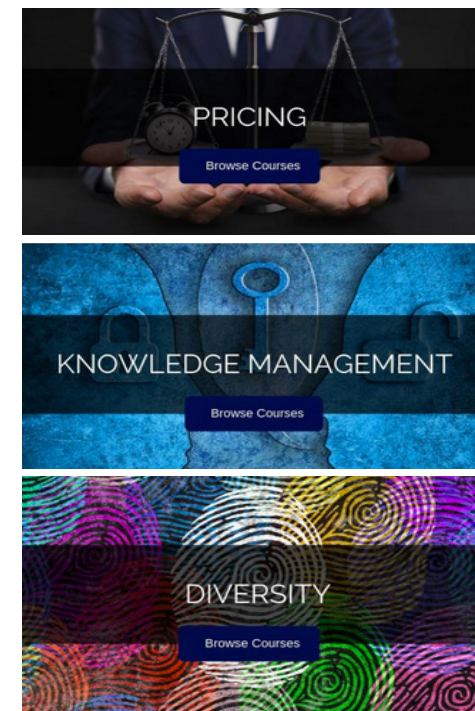 PRICING
Browse Courses
KNOWLEDGE MANAGEMENT
Browse Courses
DIVERSITY
Browse Courses